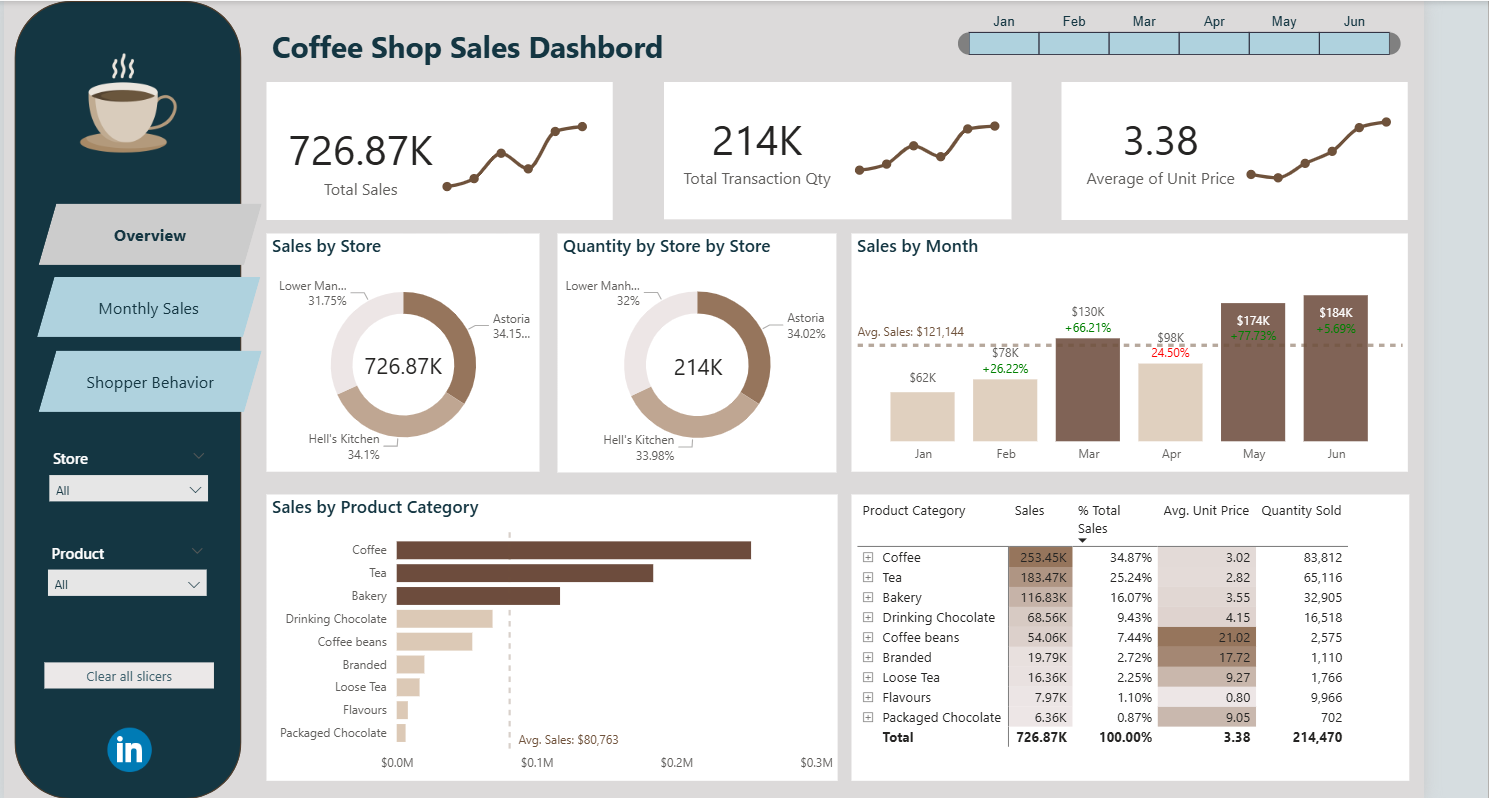 Jan Feb Mar Apr May Jun
Coffee Shop Sales Dashbord
726.87K
Total Sales
214K
Total Transaction Qty
3.38
Average of Unit Price
Overview
Monthly Sales
Shopper Behavior
Store
All
Product
All
Clear all slicers
in
Sales by Store
Lower Man...
31.75%
Astoria
34.15...
726.87K
Hell's Kitchen
34.1%
Quantity by Store by Store
Lower Manh...
32%
Astoria
34.02%
214K
Hell's Kitchen
33.98%
Sales by Month
Avg. Sales: $121,144
$62K
$78K
+26.22%
$130K
+66.21%
$98K
24.50%
$174K
+77.73%
$184K
+5.69%
Jan Feb Mar Apr May Jun
Sales by Product Category
Coffee
Tea
Bakery
Drinking Chocolate
Coffee beans
Branded
Loose Tea
Flavours
Packaged Chocolate
Avg. Sales: $80,763
$0.0M $0.1M $0.2M $0.3M
Product Category Sales % Total Avg. Unit Price Quantity Sold
Sales
Coffee 253.45K 34.87% 3.02 83,812
Tea 183.47K 25.24% 2.82 65,116
Bakery 116.83K 16.07% 3.55 32,905
Drinking Chocolate 68.56K 9.43% 4.15 16,518
Coffee beans 54.06K 7.44% 21.02 2,575
Branded 19.79K 2.72% 17.72 1,110
Loose Tea 16.36K 2.25% 9.27 1,766
Flavours 7.97K 1.10% 0.80 9,966
Packaged Chocolate 6.36K 0.87% 9.05 702
Total 726.87K 100.00% 3.38 214,470